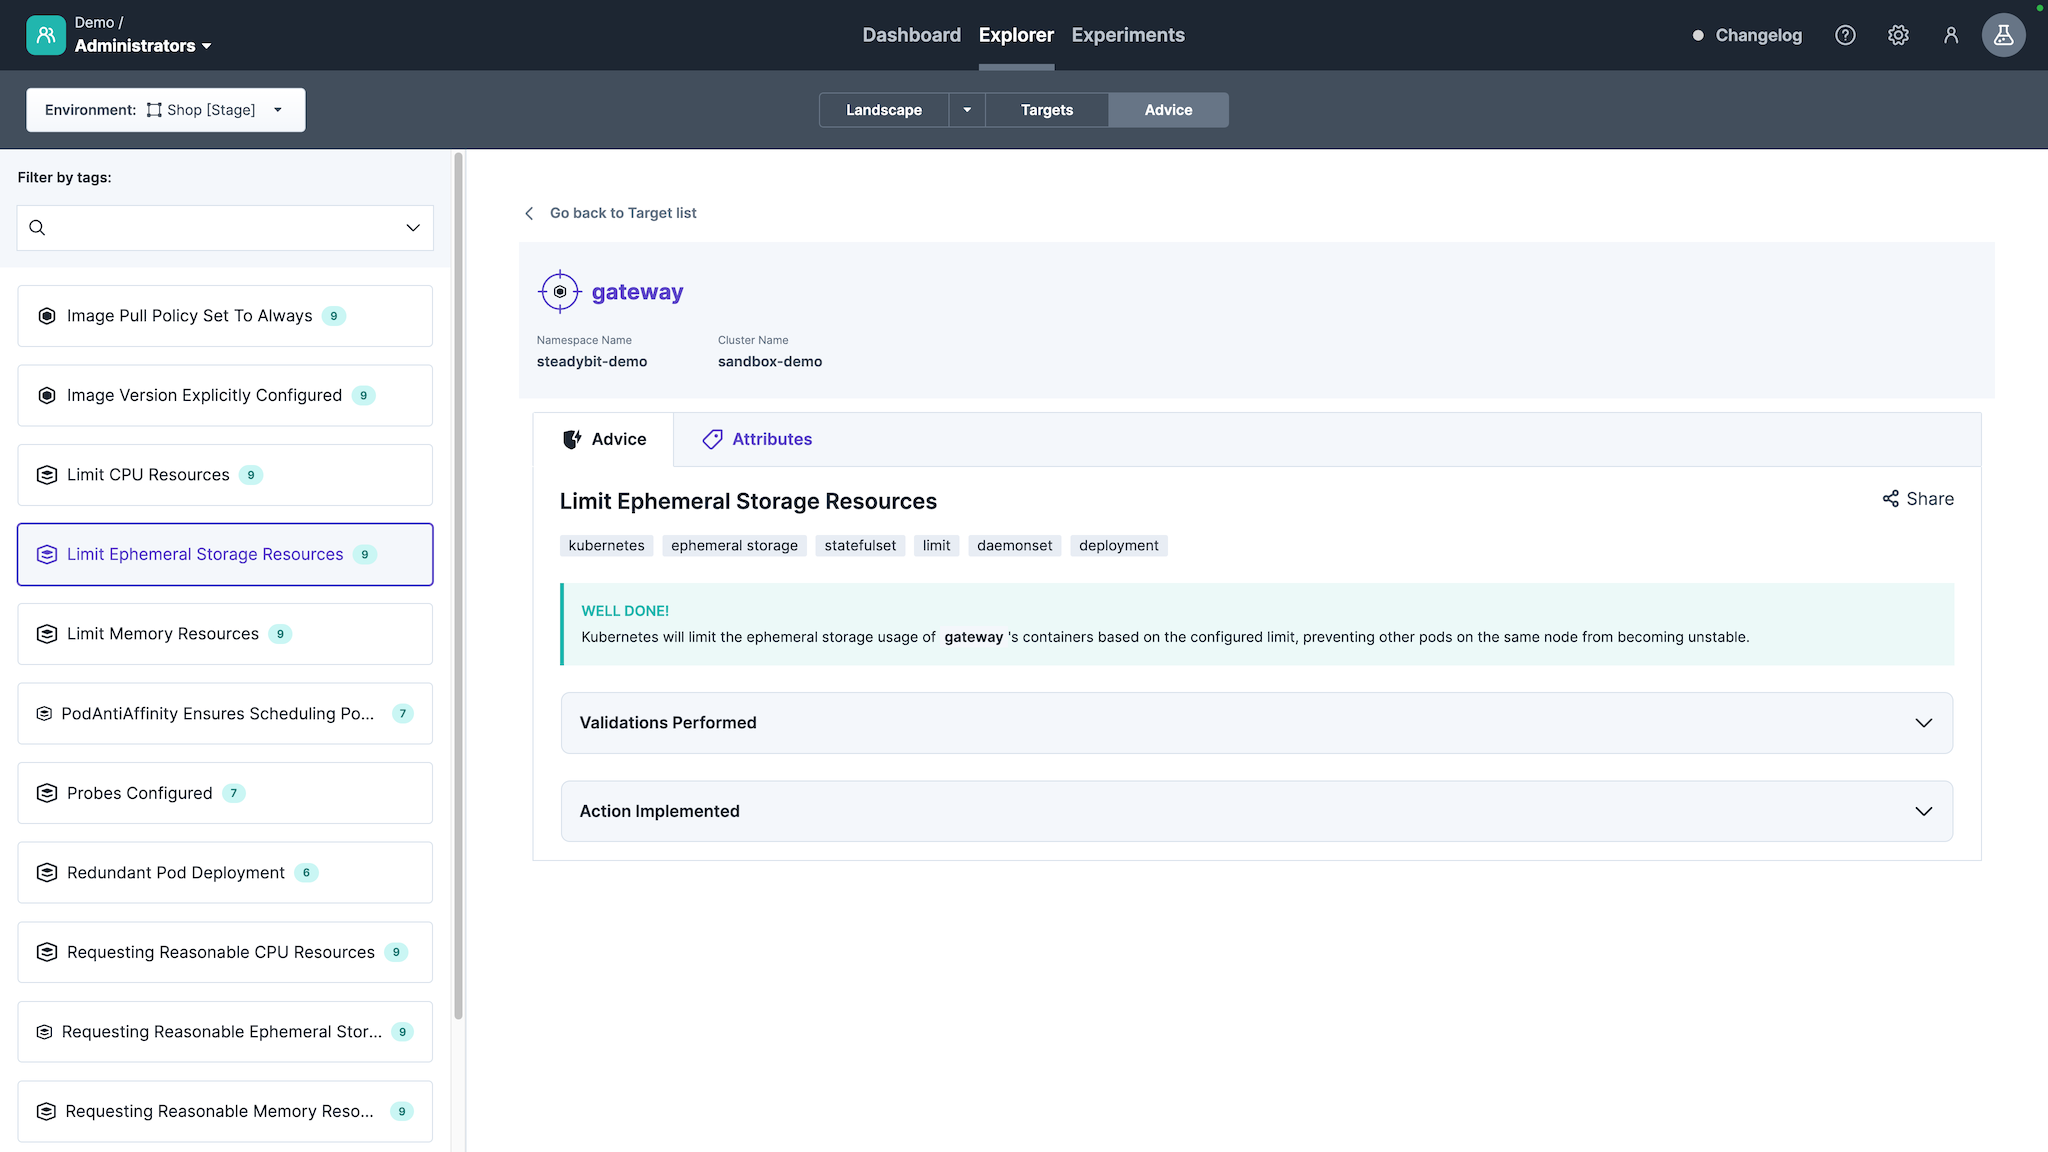 Demo /
Administrators
Dashboard Explorer Experiments
Changelog
Environment: Shop [Stage]
Landscape Targets Advice
Filter by tags:
Image Pull Policy Set To Always 9
Image Version Explicitly Configured 9
Limit CPU Resources 9
Limit Ephemeral Storage Resources 9
Limit Memory Resources 9
PodAntiAffinity Ensures Scheduling Po... 7
Probes Configured 7
Redundant Pod Deployment 6
Requesting Reasonable CPU Resources 9
Requesting Reasonable Ephemeral Stor... 9
Requesting Reasonable Memory Reso... 9
Go back to Target list
gateway
Namespace Name Cluster Name
steadybit-demo sandbox-demo
Advice Attributes
Limit Ephemeral Storage Resources
Share
kubernetes ephemeral storage statefulset limit daemonset deployment
WELL DONE!
Kubernetes will limit the ephemeral storage usage of gateway 's containers based on the configured limit, preventing other pods on the same node from becoming unstable.
Validations Performed
Action Implemented